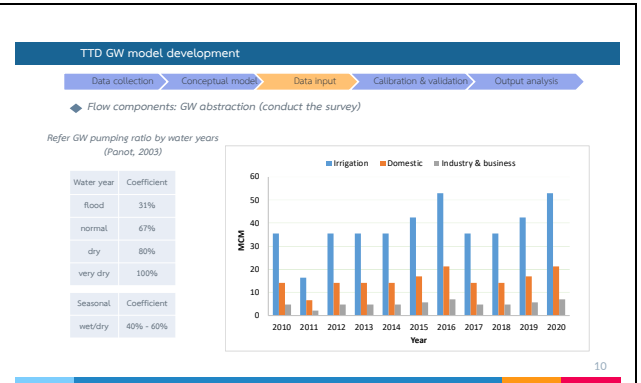 TTD GW model development
Data collection
Conceptual model
Data input
Calibration & validation
Output analysis
Flow components: GW abstraction (conduct the survey)
Refer GW pumping ratio by water years
(Panot, 2003)
Water year Coefficient
flood 31%
normal 67%
dry 80%
very dry 100%
Seasonal Coefficient
wet/dry 40% - 60%
Irrigation Domestic Industry & business
60
50
40
30
20
10
0
MCM
2010 2011 2012 2013 2014 2015 2016 2017 2018 2019 2020
Year
10